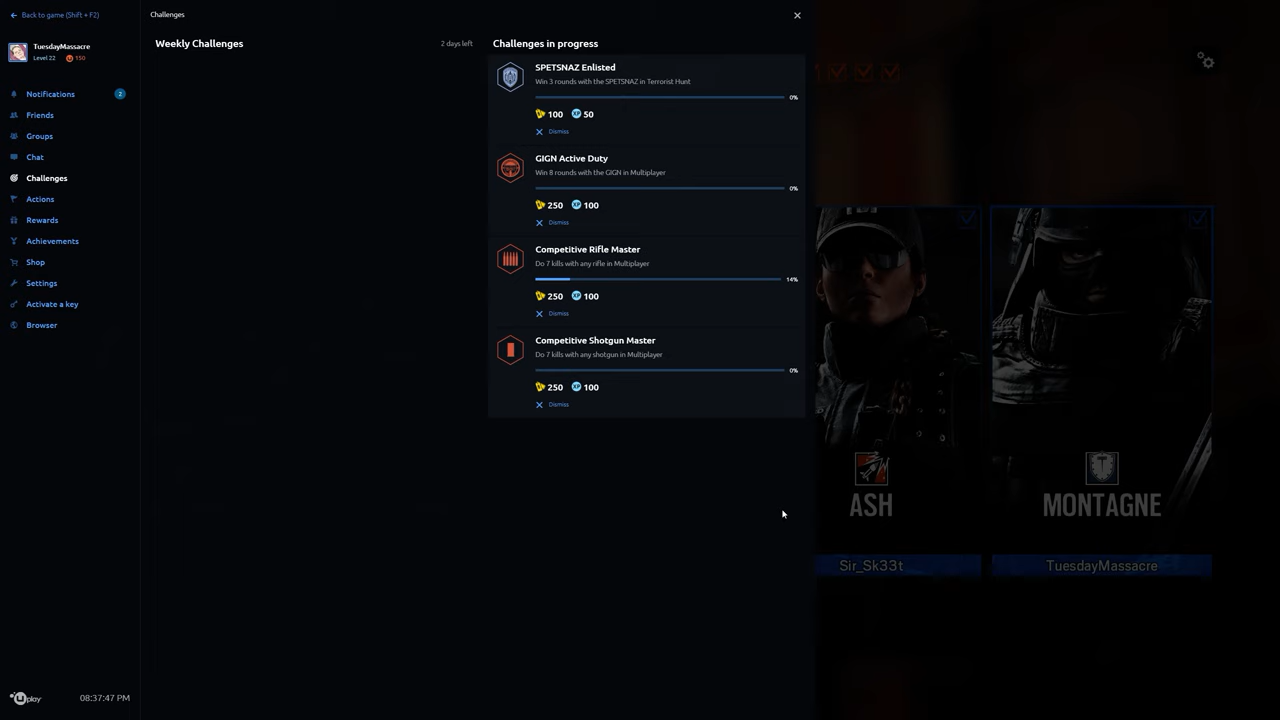 Back to game (Shift + F2)
TuesdayMassacre
Level 22 150
Notifications 2
Friends
Groups
Chat
Challenges
Actions
Rewards
Achievements
Shop
Settings
Activate a key
Browser
uplay 08:37:47 PM
Challenges
Weekly Challenges 2 days left
Challenges in progress
SPETSNAZ Enlisted
Win 3 rounds with the SPETSNAZ in Terrorist Hunt
0%
100 XP 50
Dismiss
GIGN Active Duty
Win 8 rounds with the GIGN in Multiplayer
0%
250 XP 100
Dismiss
Competitive Rifle Master
Do 7 kills with any rifle in Multiplayer
14%
250 XP 100
Dismiss
Competitive Shotgun Master
Do 7 kills with any shotgun in Multiplayer
0%
250 XP 100
Dismiss
ASH
Sir_Sk33t
MONTAGNE
TuesdayMassacre